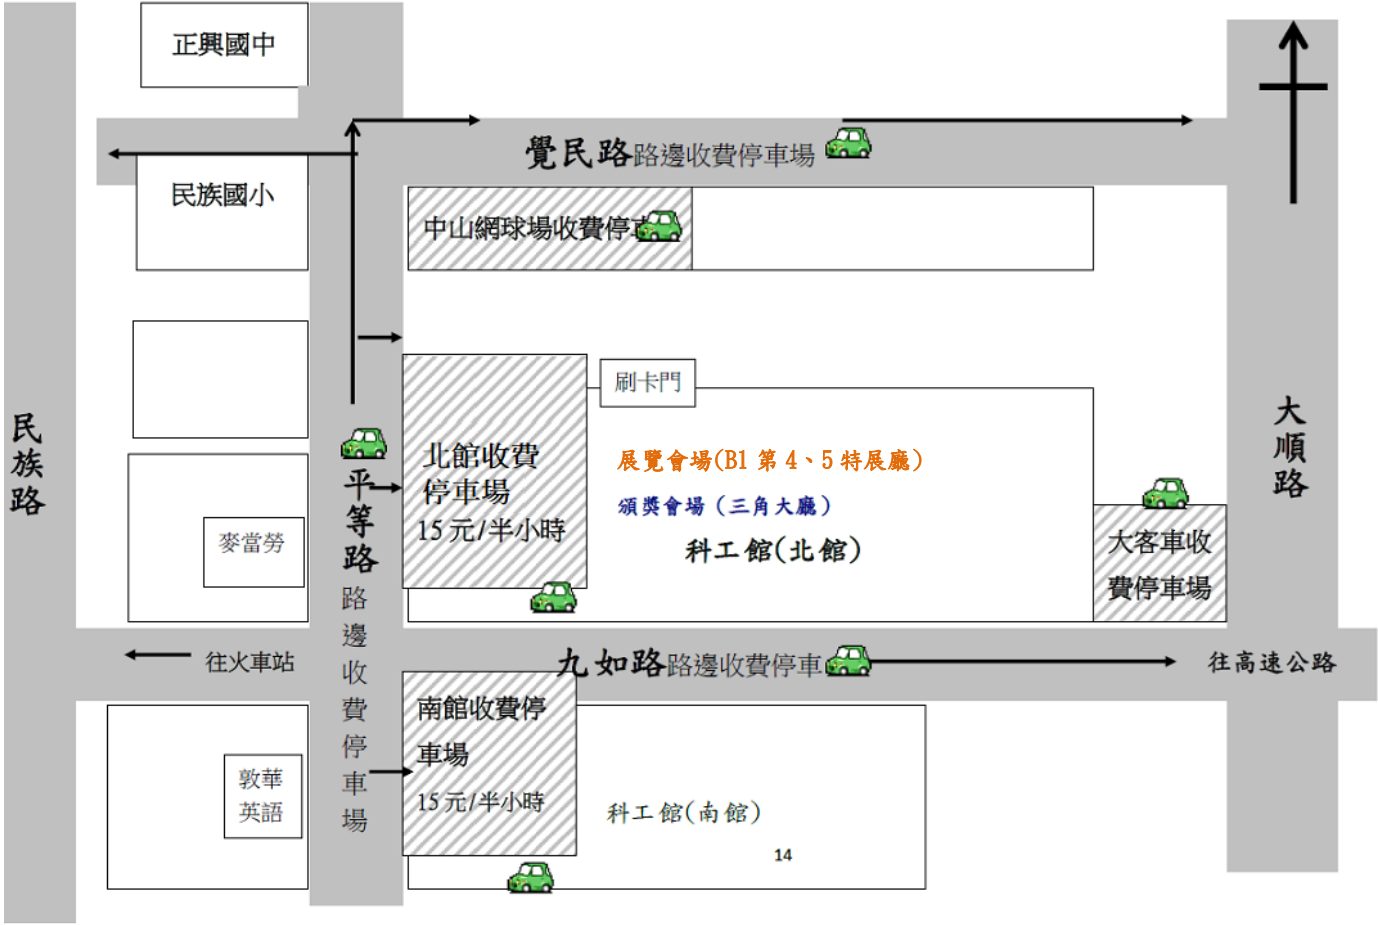 正興國中
覺民路路邊收費停車場
民族國小
中山網球場收費停車
刷卡門
民族路
平等路路邊收費停車場
大順路
北館收費
停車場
15 元/半小時
展覽會場(B1 第 4、5 特展廳)
頒獎會場 (三角大廳)
科工館(北館)
麥當勞
大客車收
費停車場
往火車站
九如路路邊收費停車
往高速公路
南館收費停
車場
15 元/半小時
敦華
英語
科工館(南館)
14